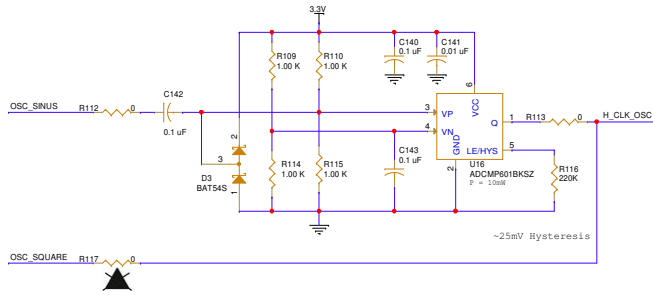 3.3V
R109
1.00 K
R110
1.00 K
C140
0.1 uF
C141
0.01 uF
C142
0.1 uF
OSC_SINUS
R112
0
3
VP
4
VN
6
VCC
GND
2
Q
1
LE/HYS
5
R113
0
H_CLK_OSC
U16
ADCMP601BKSZ
P = 10mW
R116
220K
2
3
1
D3
BAT54S
R114
1.00 K
R115
1.00 K
C143
0.1 uF
~25mV Hysteresis
OSC_SQUARE
R117
0